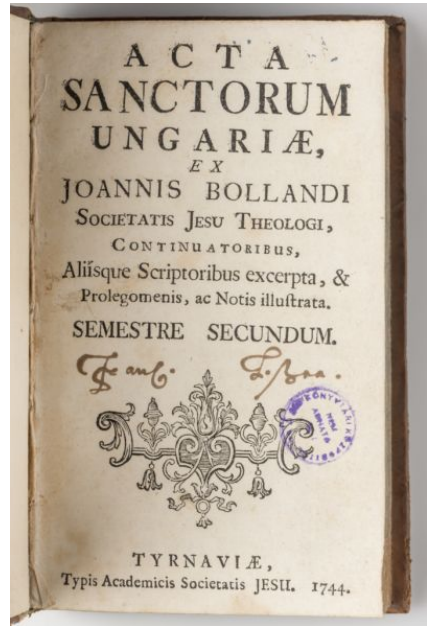 ACTA
SANCTORUM
UNGARIÆ,
EX
JOANNIS BOLLANDI
SOCIETATIS JESU THEOLOGI,
CONTINUATORIBUS,
Aliisque Scriptoribus excerpta, &
Prolegomenis, ac Notis illuſtrata.
SEMESTRE SECUNDUM.
TYRNAVIÆ,
Typis Academicis Societatis JESU. 1744.